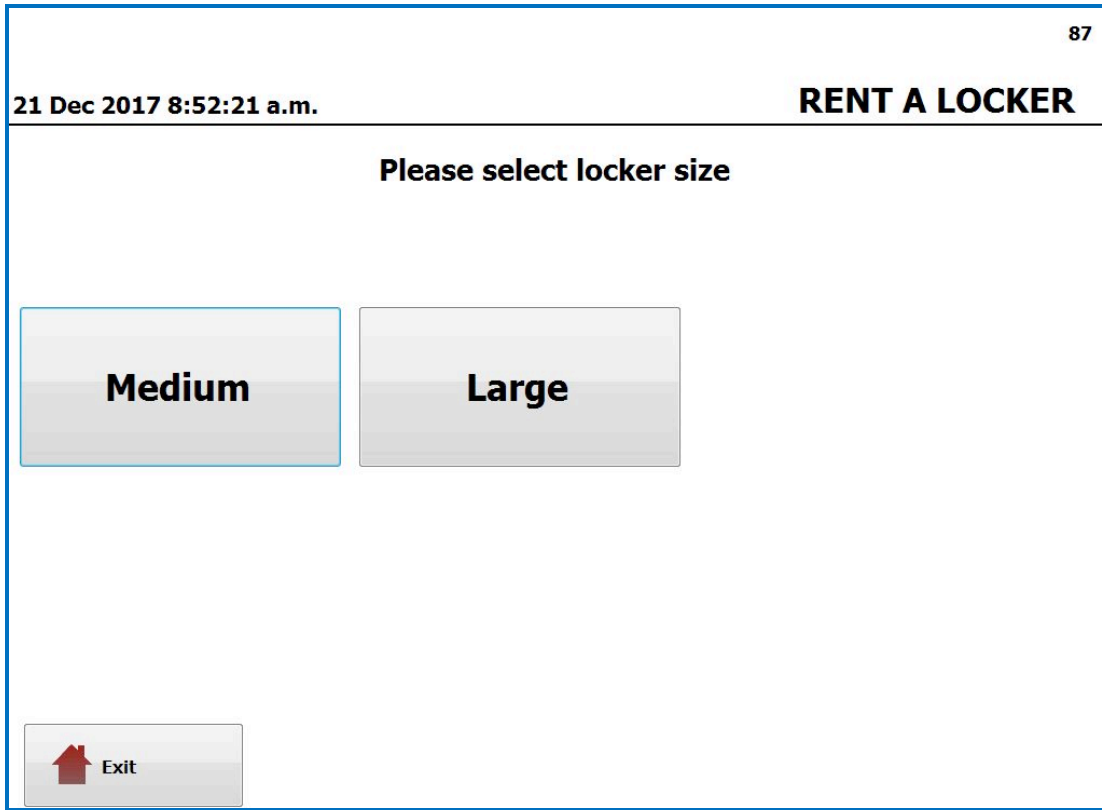 87
21 Dec 2017 8:52:21 a.m. RENT A LOCKER
Please select locker size
Medium Large
Exit